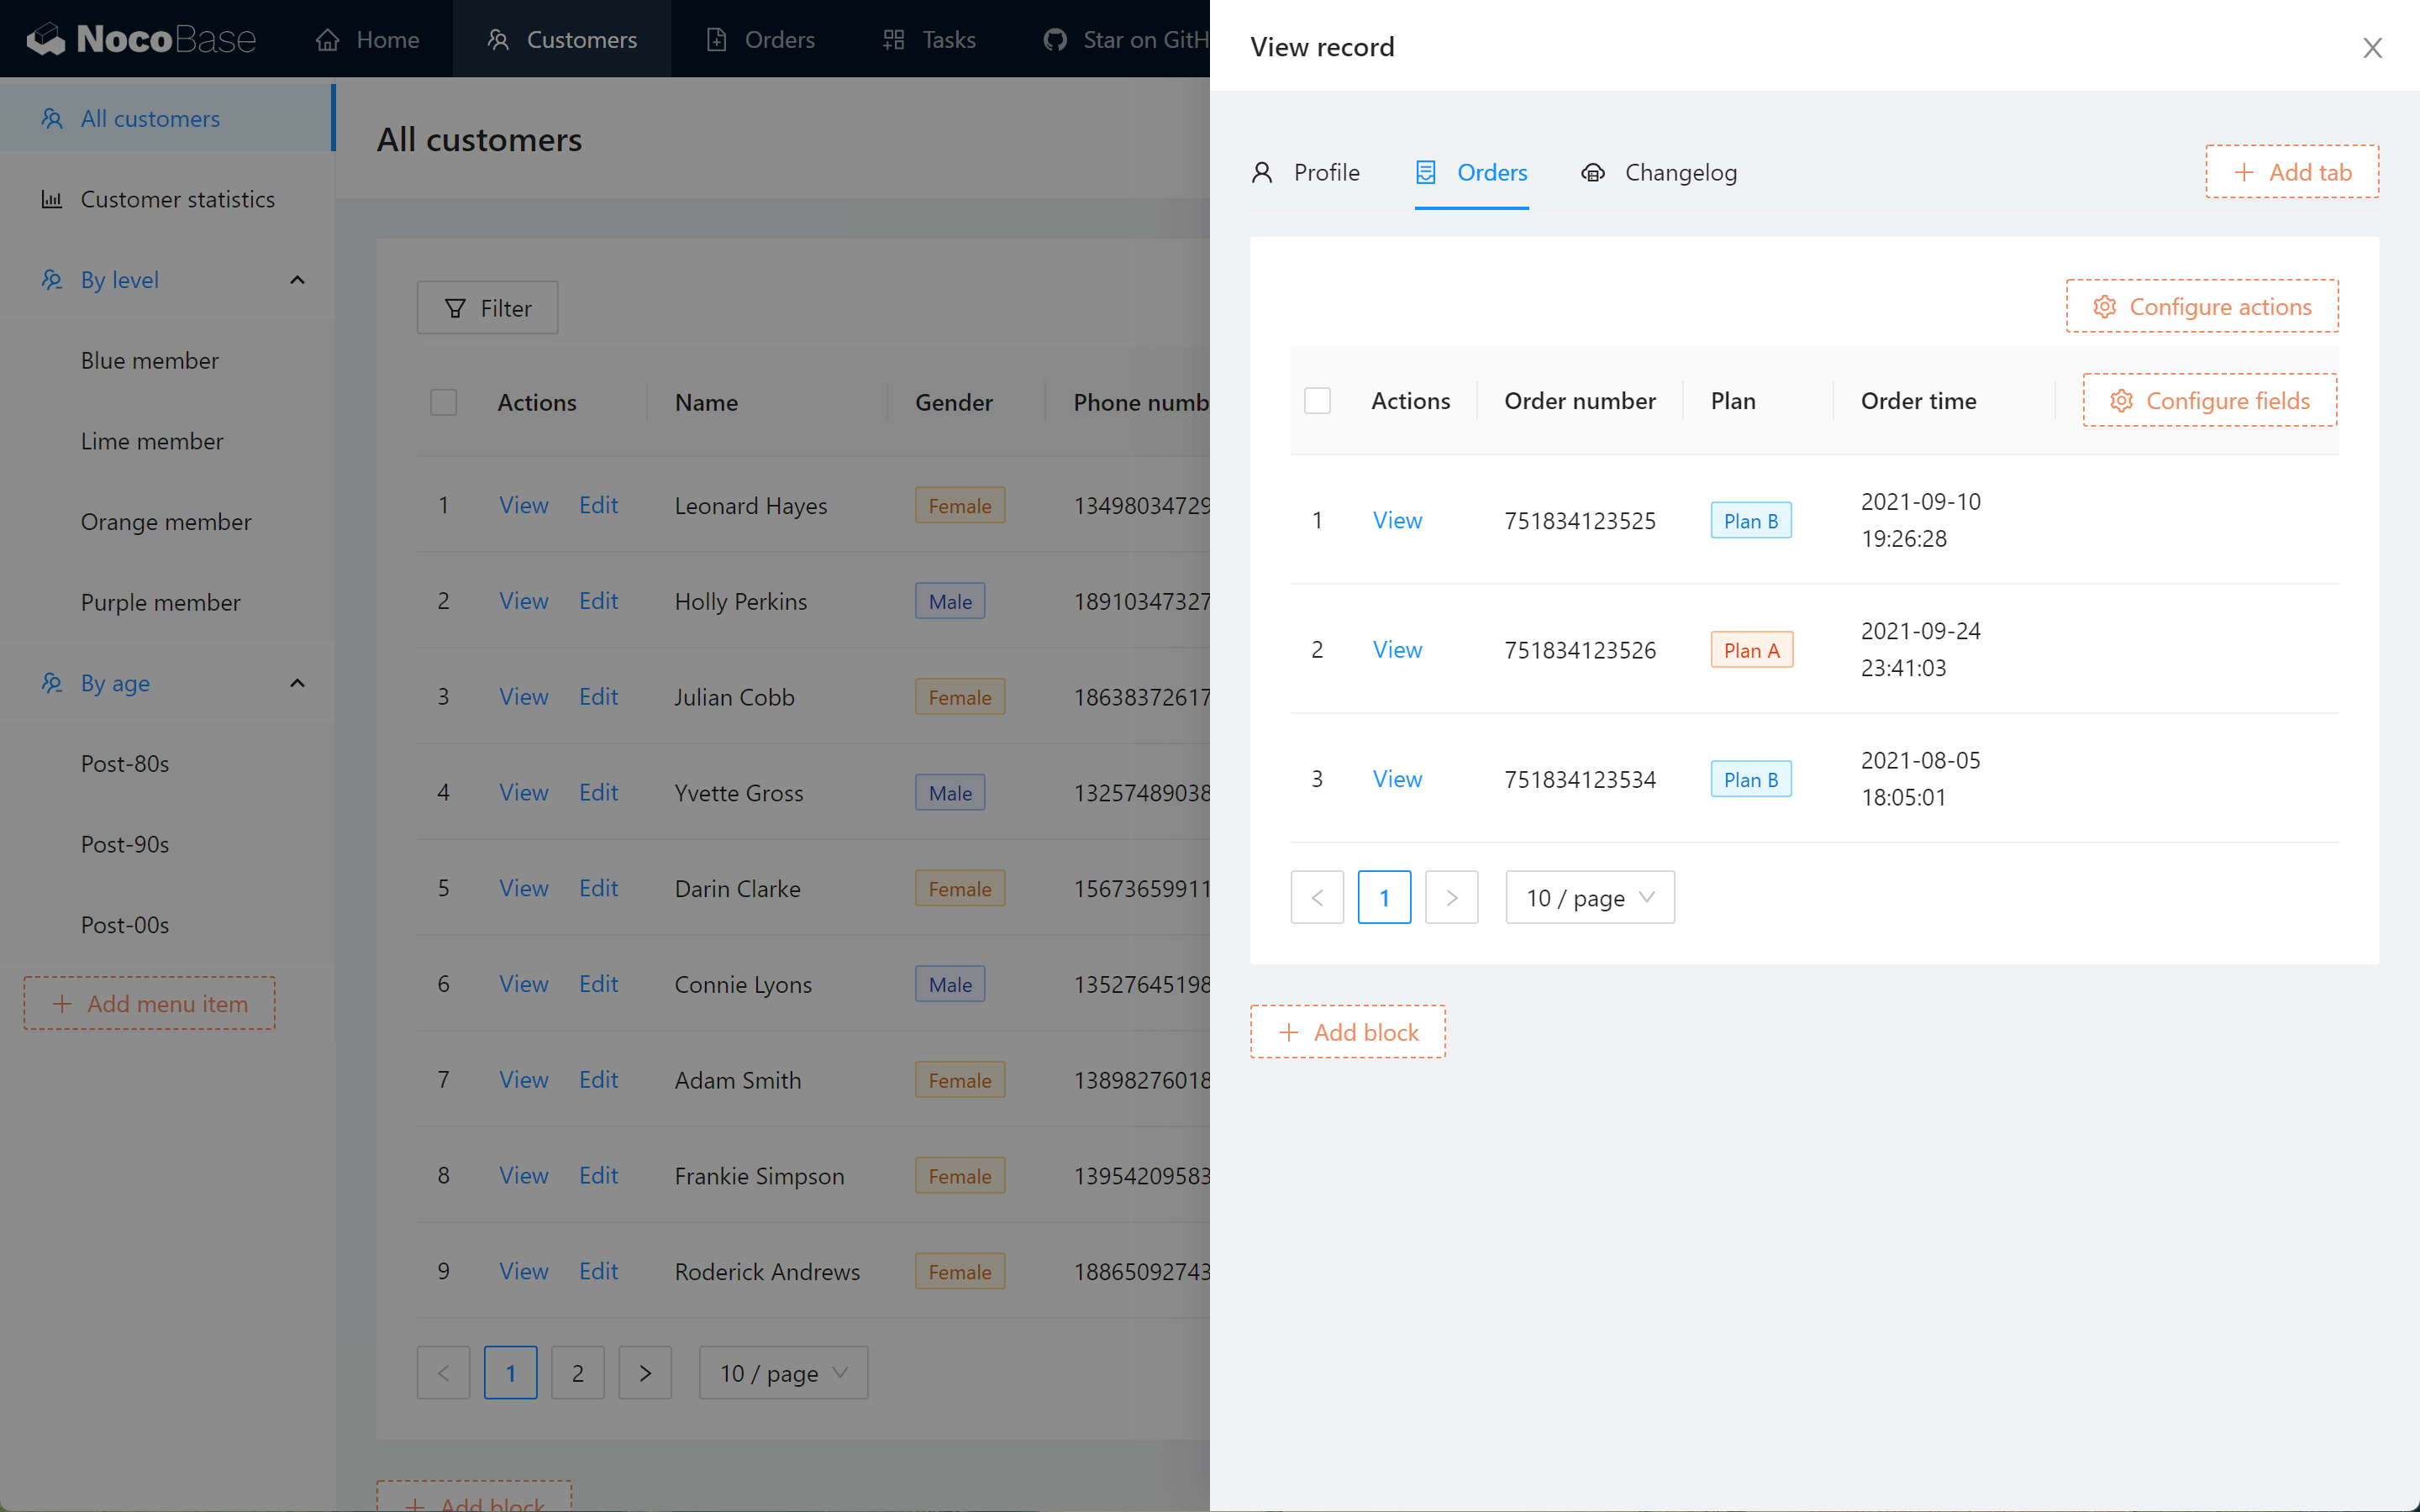 NocoBase
Home
Customers
Orders
Tasks
Star on GitH
All customers
Customer statistics
By level
Blue member
Lime member
Orange member
Purple member
By age
Post-80s
Post-90s
Post-00s
Add menu item
All customers
Filter
Actions Name Gender Phone numb
1 View Edit Leonard Hayes Female 13498034729
2 View Edit Holly Perkins Male 18910347327
3 View Edit Julian Cobb Female 18638372617
4 View Edit Yvette Gross Male 13257489038
5 View Edit Darin Clarke Female 15673659911
6 View Edit Connie Lyons Male 13527645198
7 View Edit Adam Smith Female 13898276018
8 View Edit Frankie Simpson Female 13954209583
9 View Edit Roderick Andrews Female 18865092743
< 1 2 > 10 / page
Add block
View record
Profile
Orders
Changelog
Add tab
Configure actions
Actions Order number Plan Order time Configure fields
1 View 751834123525 Plan B 2021-09-10
19:26:28
2 View 751834123526 Plan A 2021-09-24
23:41:03
3 View 751834123534 Plan B 2021-08-05
18:05:01
< 1 > 10 / page
Add block